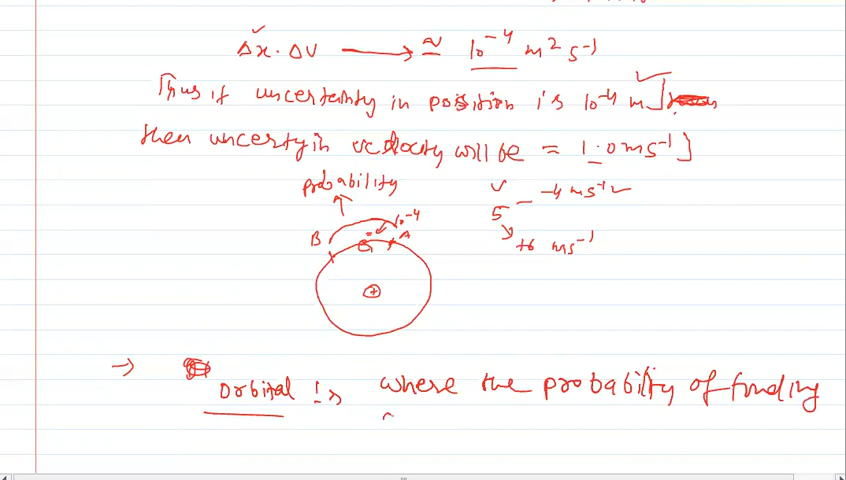 Δx · ΔV ⟶ ≅ 10⁻⁴ m² s⁻¹
Thus if uncertainty in position is 10⁻⁴ m
then uncertyin velocity will be = 1.0 ms⁻¹]
probability
5 – -4 ms⁻¹
+6 ms⁻¹
10⁻⁴
B
A
+
→ orbital is where the probability of finding